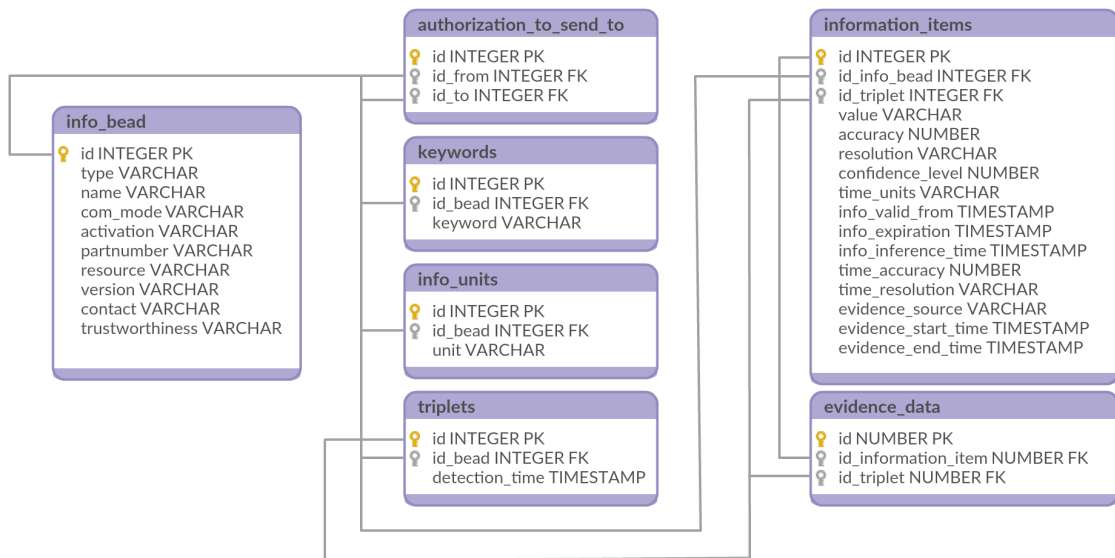 info_bead
id INTEGER PK
type VARCHAR
name VARCHAR
com_mode VARCHAR
activation VARCHAR
partnumber VARCHAR
resource VARCHAR
version VARCHAR
contact VARCHAR
trustworthiness VARCHAR
authorization_to_send_to
id INTEGER PK
id_from INTEGER FK
id_to INTEGER FK
keywords
id INTEGER PK
id_bead INTEGER FK
keyword VARCHAR
info_units
id INTEGER PK
id_bead INTEGER FK
unit VARCHAR
triplets
id INTEGER PK
id_bead INTEGER FK
detection_time TIMESTAMP
information_items
id INTEGER PK
id_info_bead INTEGER FK
id_triplet INTEGER FK
value VARCHAR
accuracy NUMBER
resolution VARCHAR
confidence_level NUMBER
time_units VARCHAR
info_valid_from TIMESTAMP
info_expiration TIMESTAMP
info_inference_time TIMESTAMP
time_accuracy NUMBER
time_resolution VARCHAR
evidence_source VARCHAR
evidence_start_time TIMESTAMP
evidence_end_time TIMESTAMP
evidence_data
id NUMBER PK
id_information_item NUMBER FK
id_triplet NUMBER FK